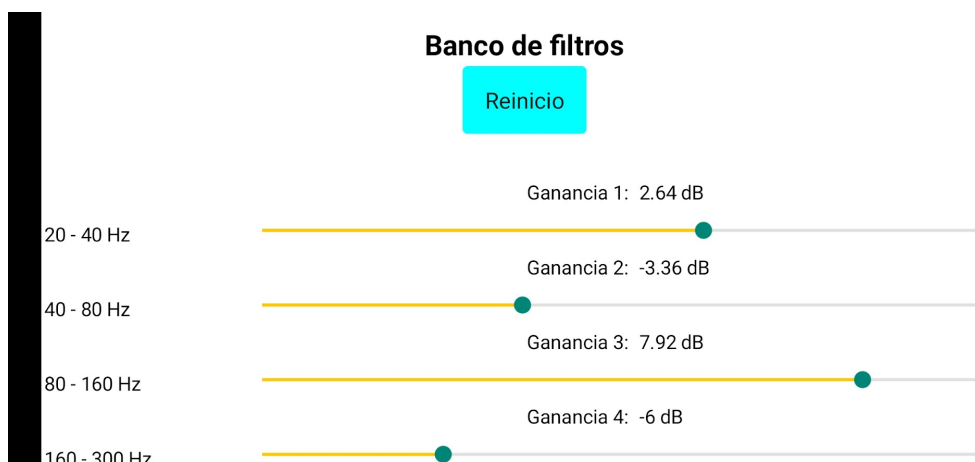 Banco de filtros
Reinicio
Ganancia 1: 2.64 dB
20 - 40 Hz
Ganancia 2: -3.36 dB
40 - 80 Hz
Ganancia 3: 7.92 dB
80 - 160 Hz
Ganancia 4: -6 dB
160 - 300 Hz